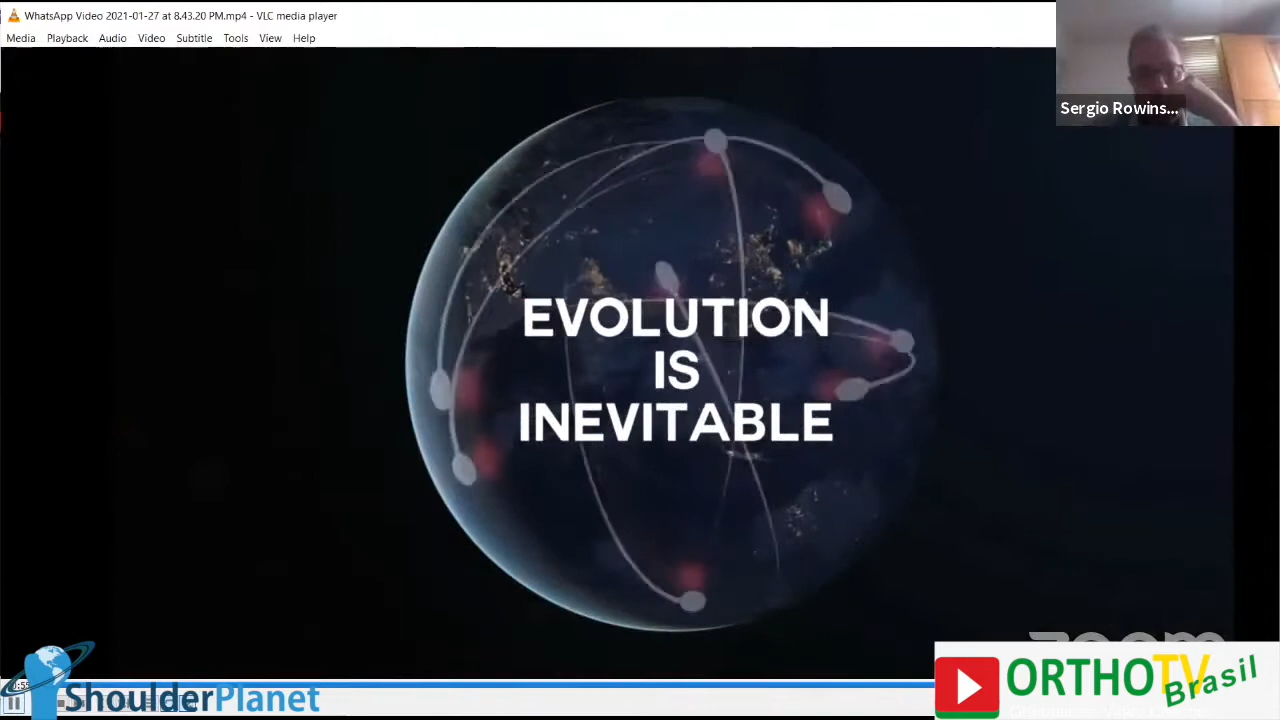 WhatsApp Video 2021-01-27 at 8.43.20 PM.mp4 - VLC media player
Media Playback Audio Video Subtitle Tools View Help
Sergio Rowins...
EVOLUTION
IS
INEVITABLE
zoom
ShoulderPlanet
ORTHOTV
Brasil